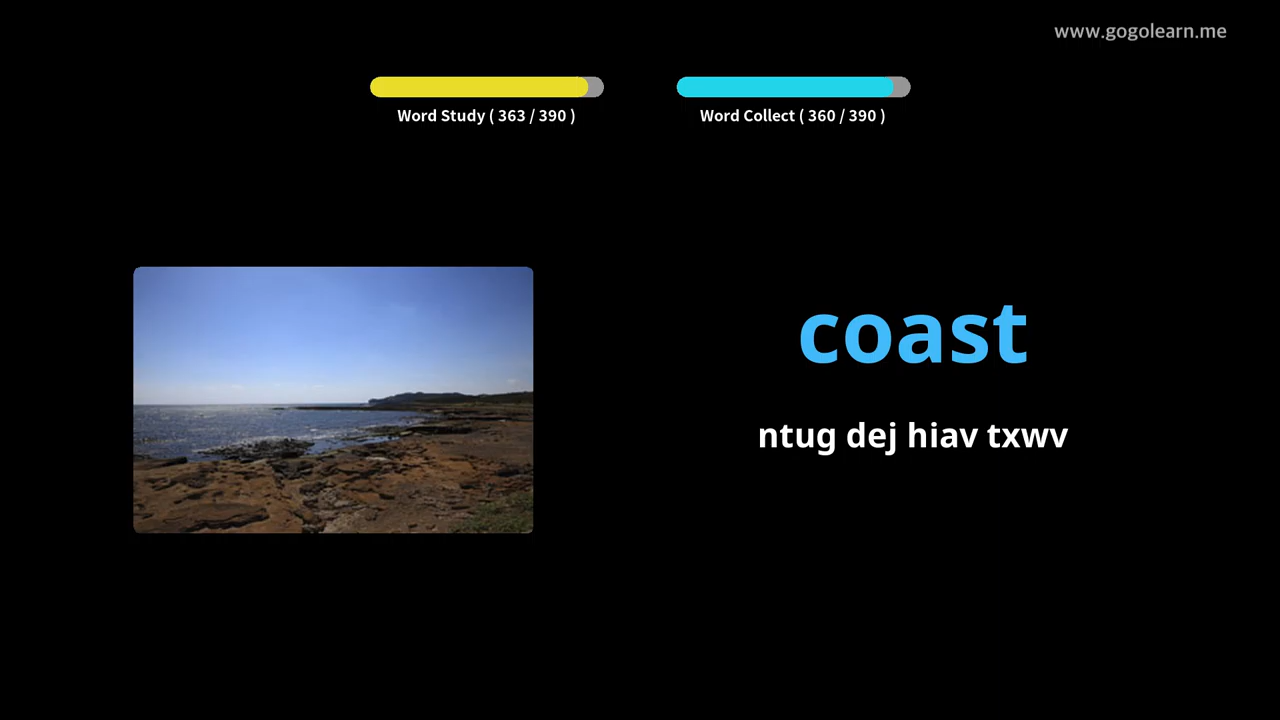 www.gogolearn.me
Word Study ( 363 / 390 )
Word Collect ( 360 / 390 )
coast
ntug dej hiav txwv